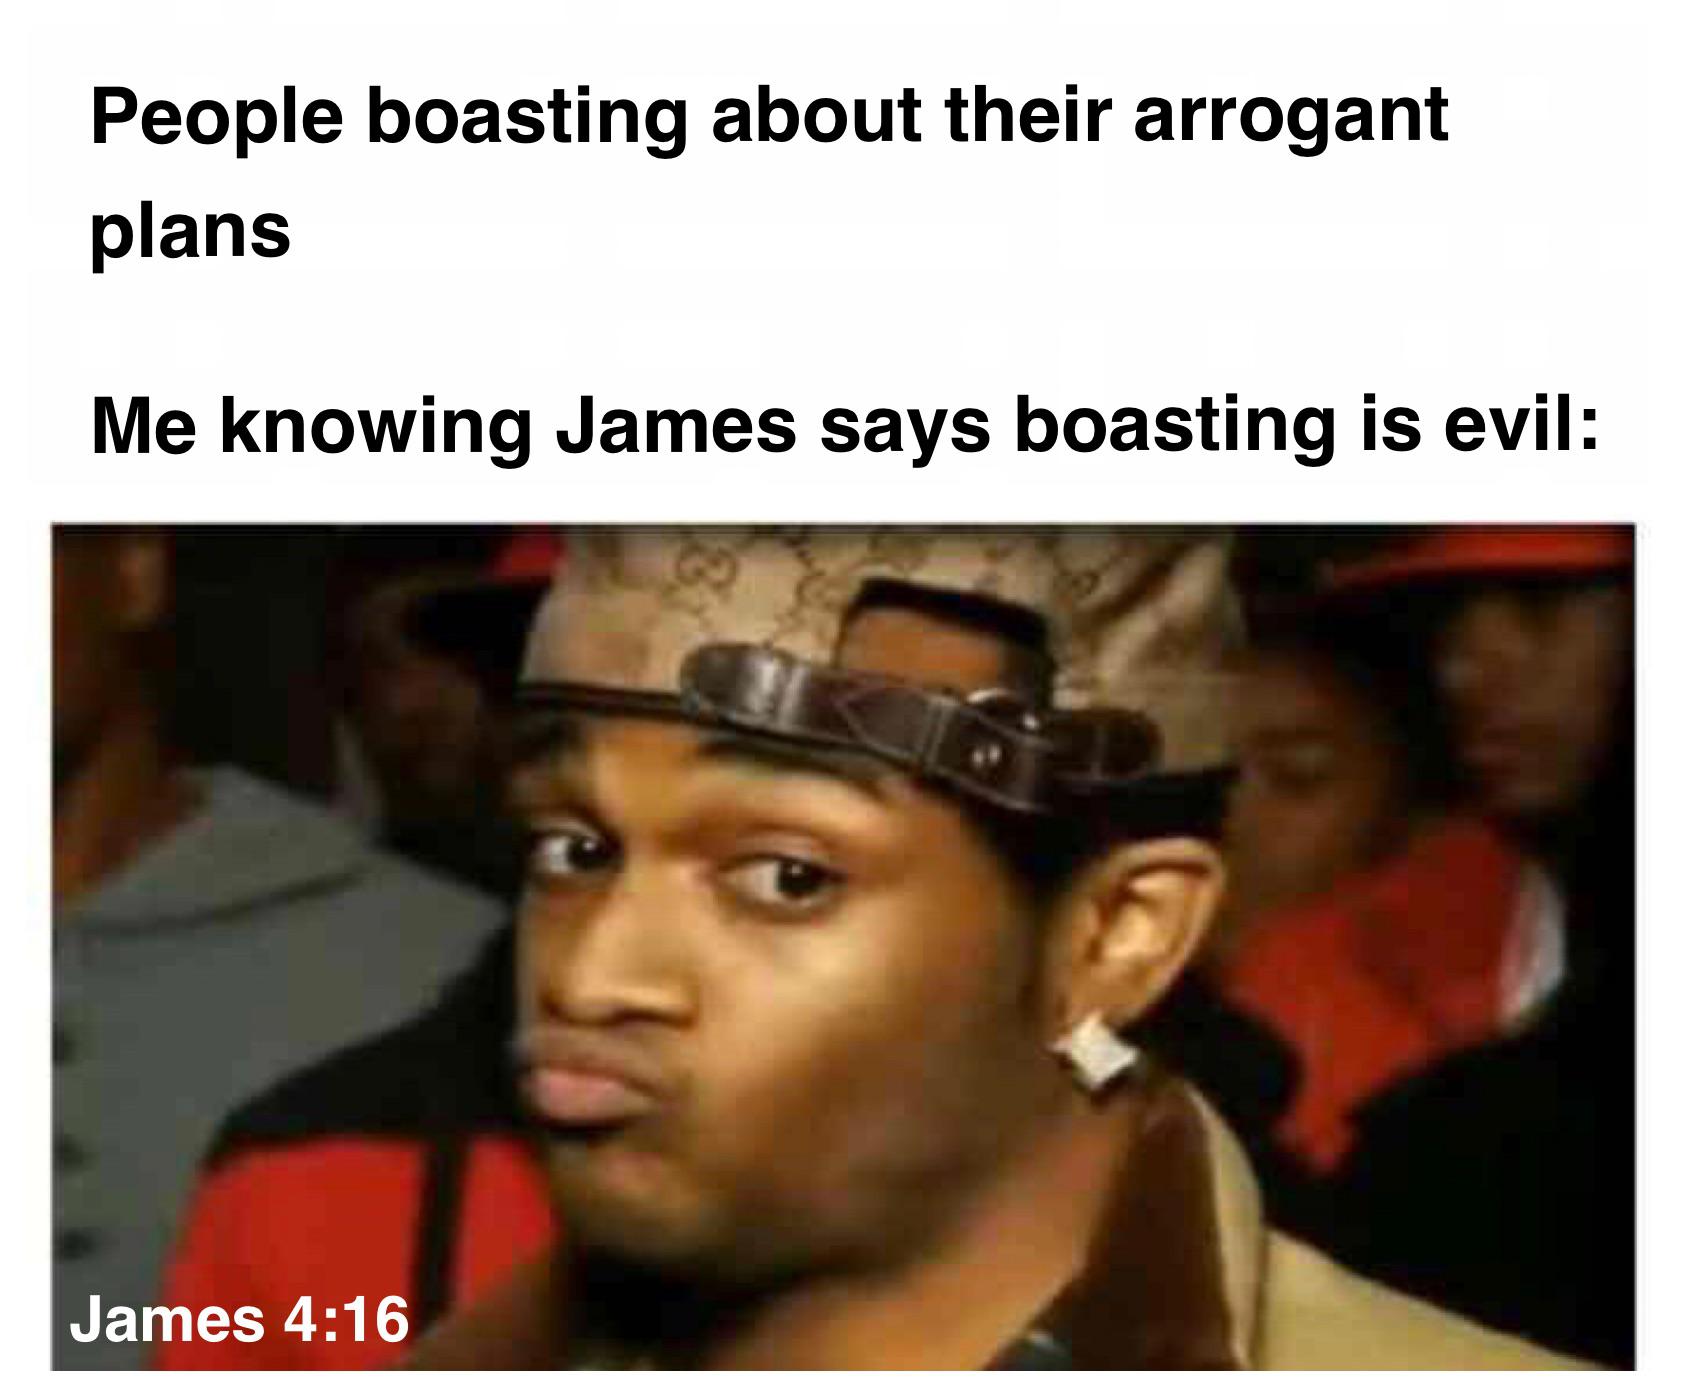 People boasting about their arrogant
plans
Me knowing James says boasting is evil:
James 4:16